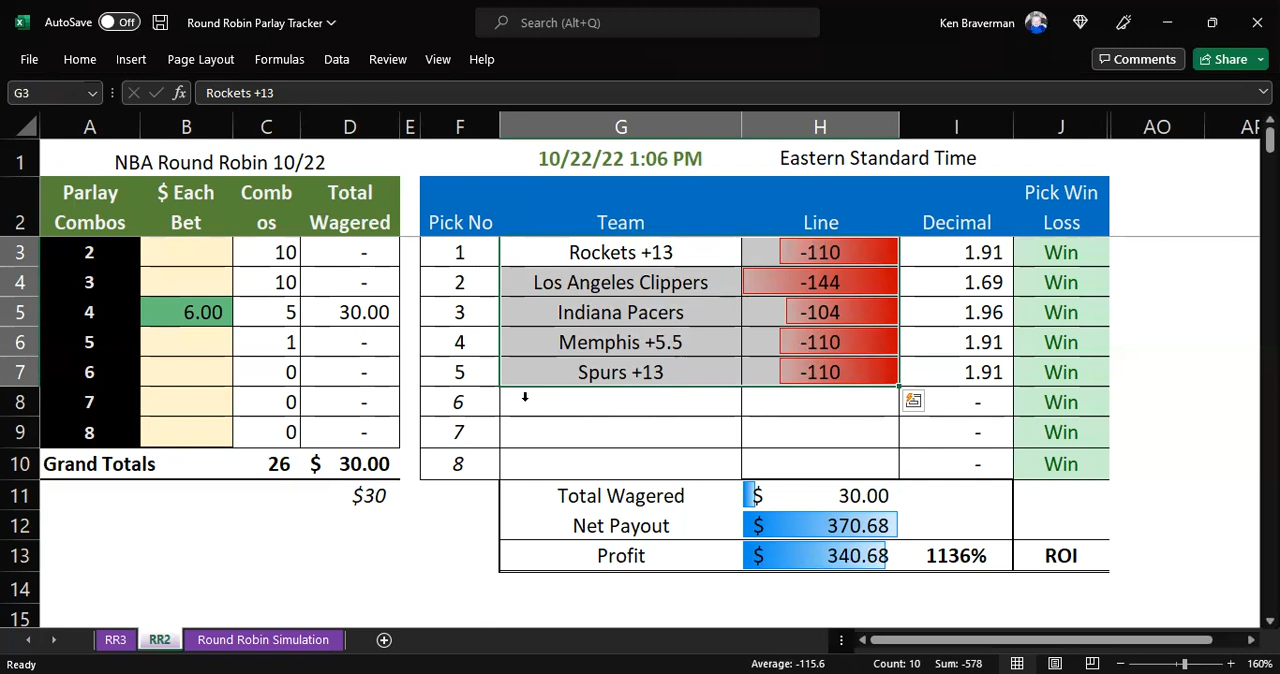 AutoSave Off Round Robin Parlay Tracker Search (Alt+Q) Ken Braverman
File Home Insert Page Layout Formulas Data Review View Help Comments Share
G3 fx Rockets +13
A B C D E F G H I J AO AP
1 NBA Round Robin 10/22 10/22/22 1:06 PM Eastern Standard Time
Parlay $ Each Comb Total Pick Win
2 Combos Bet os Wagered Pick No Team Line Decimal Loss
3 2 10 - 1 Rockets +13 -110 1.91 Win
4 3 10 - 2 Los Angeles Clippers -144 1.69 Win
5 4 6.00 5 30.00 3 Indiana Pacers -104 1.96 Win
6 5 1 - 4 Memphis +5.5 -110 1.91 Win
7 6 0 - 5 Spurs +13 -110 1.91 Win
8 7 0 - 6 - Win
9 8 0 - 7 - Win
10 Grand Totals 26 $ 30.00 8 - Win
11 $30 Total Wagered $ 30.00
12 Net Payout $ 370.68
13 Profit $ 340.68 1136% ROI
14
15
RR3 RR2 Round Robin Simulation
Ready Average: -115.6 Count: 10 Sum: -578 160%